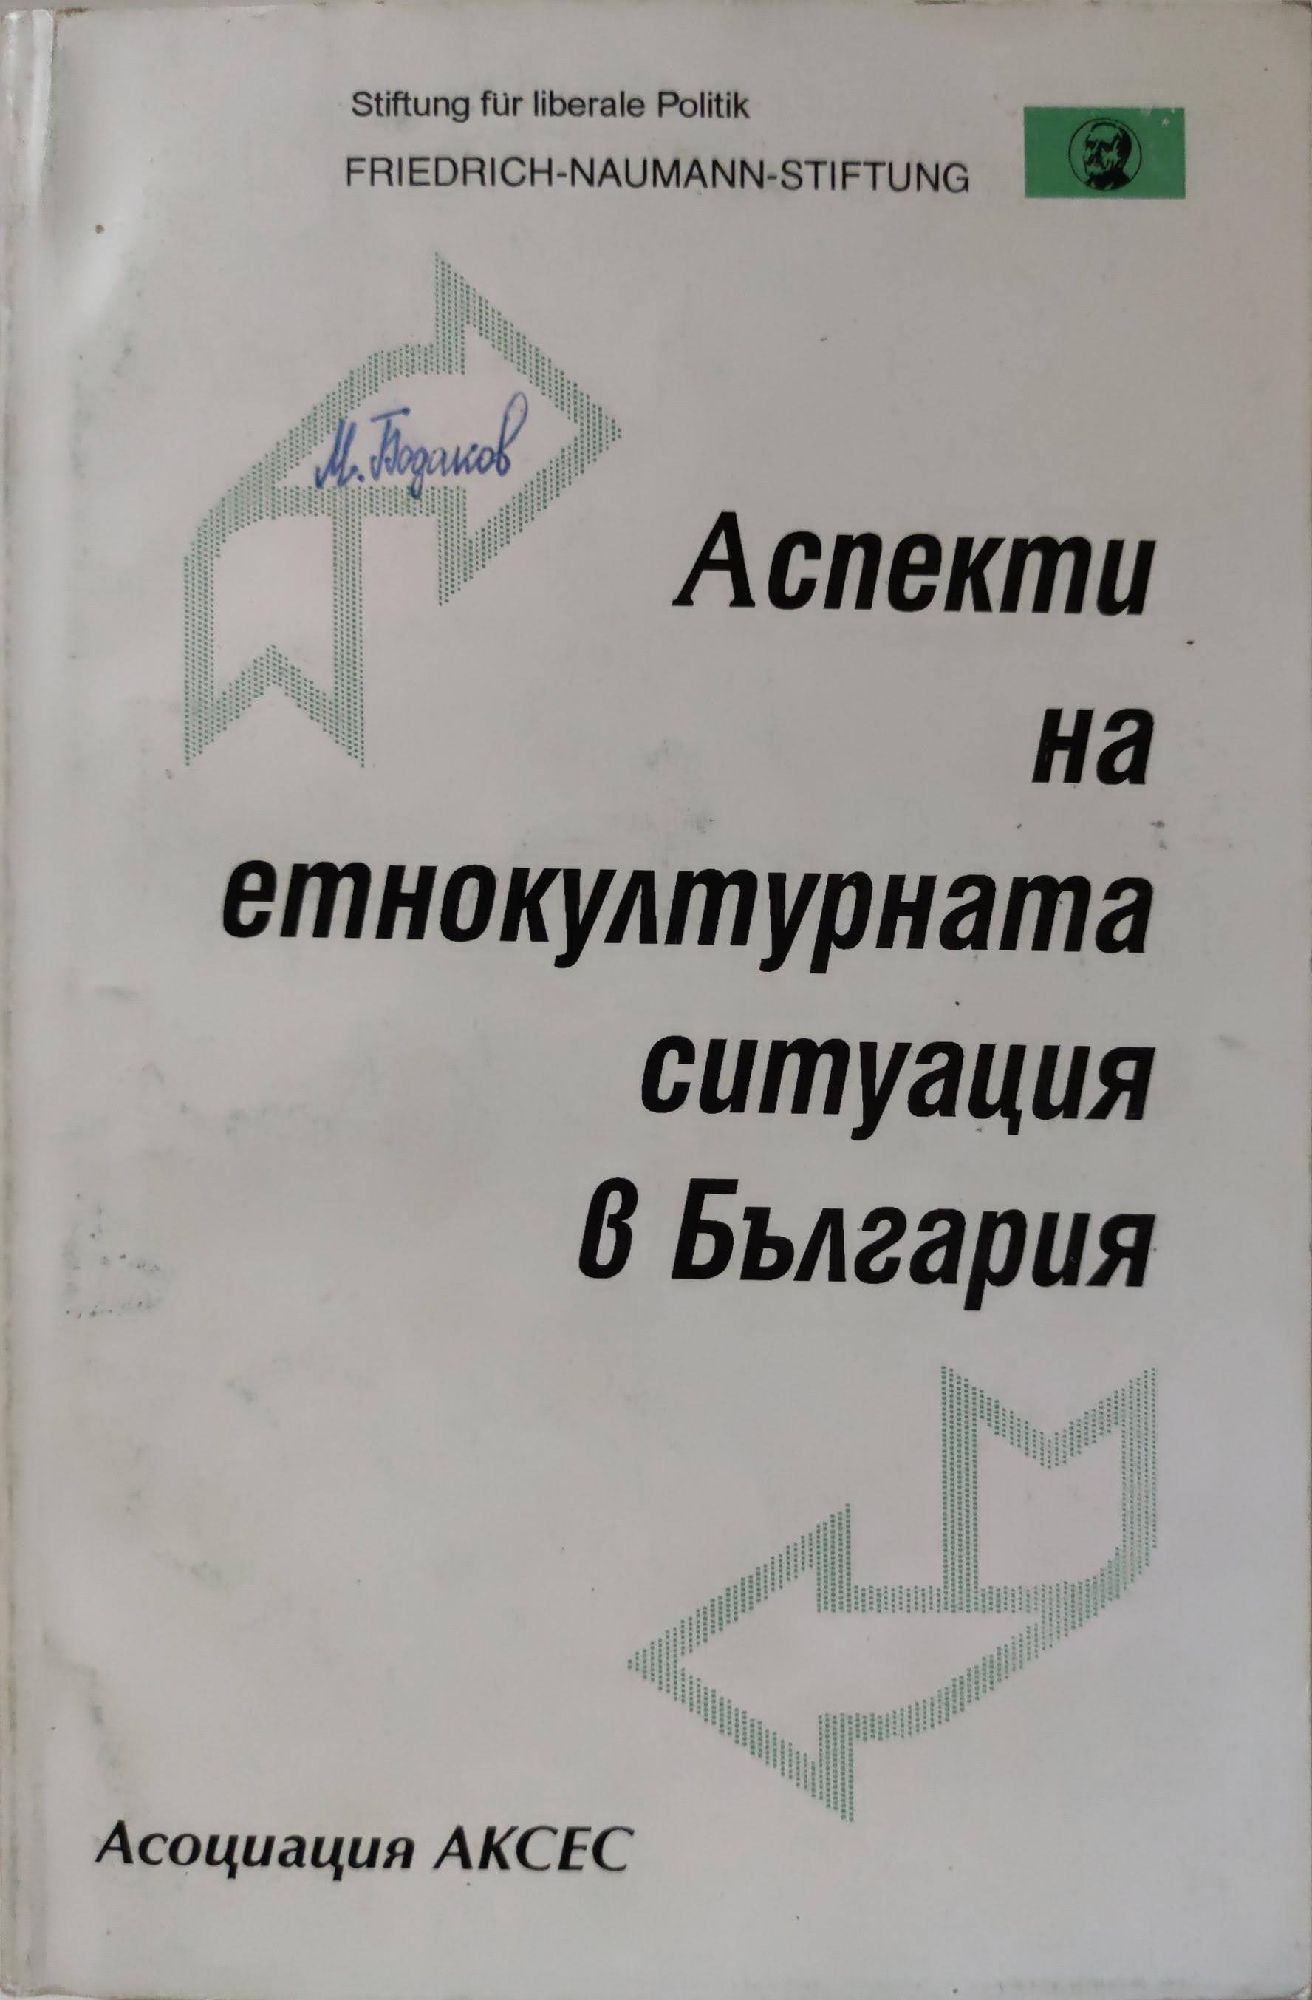 Stiftung für liberale Politik
FRIEDRICH-NAUMANN-STIFTUNG
М. Бодаков
Аспекти
на
етнокултурната
ситуация
в България
Асоциация АКСЕС